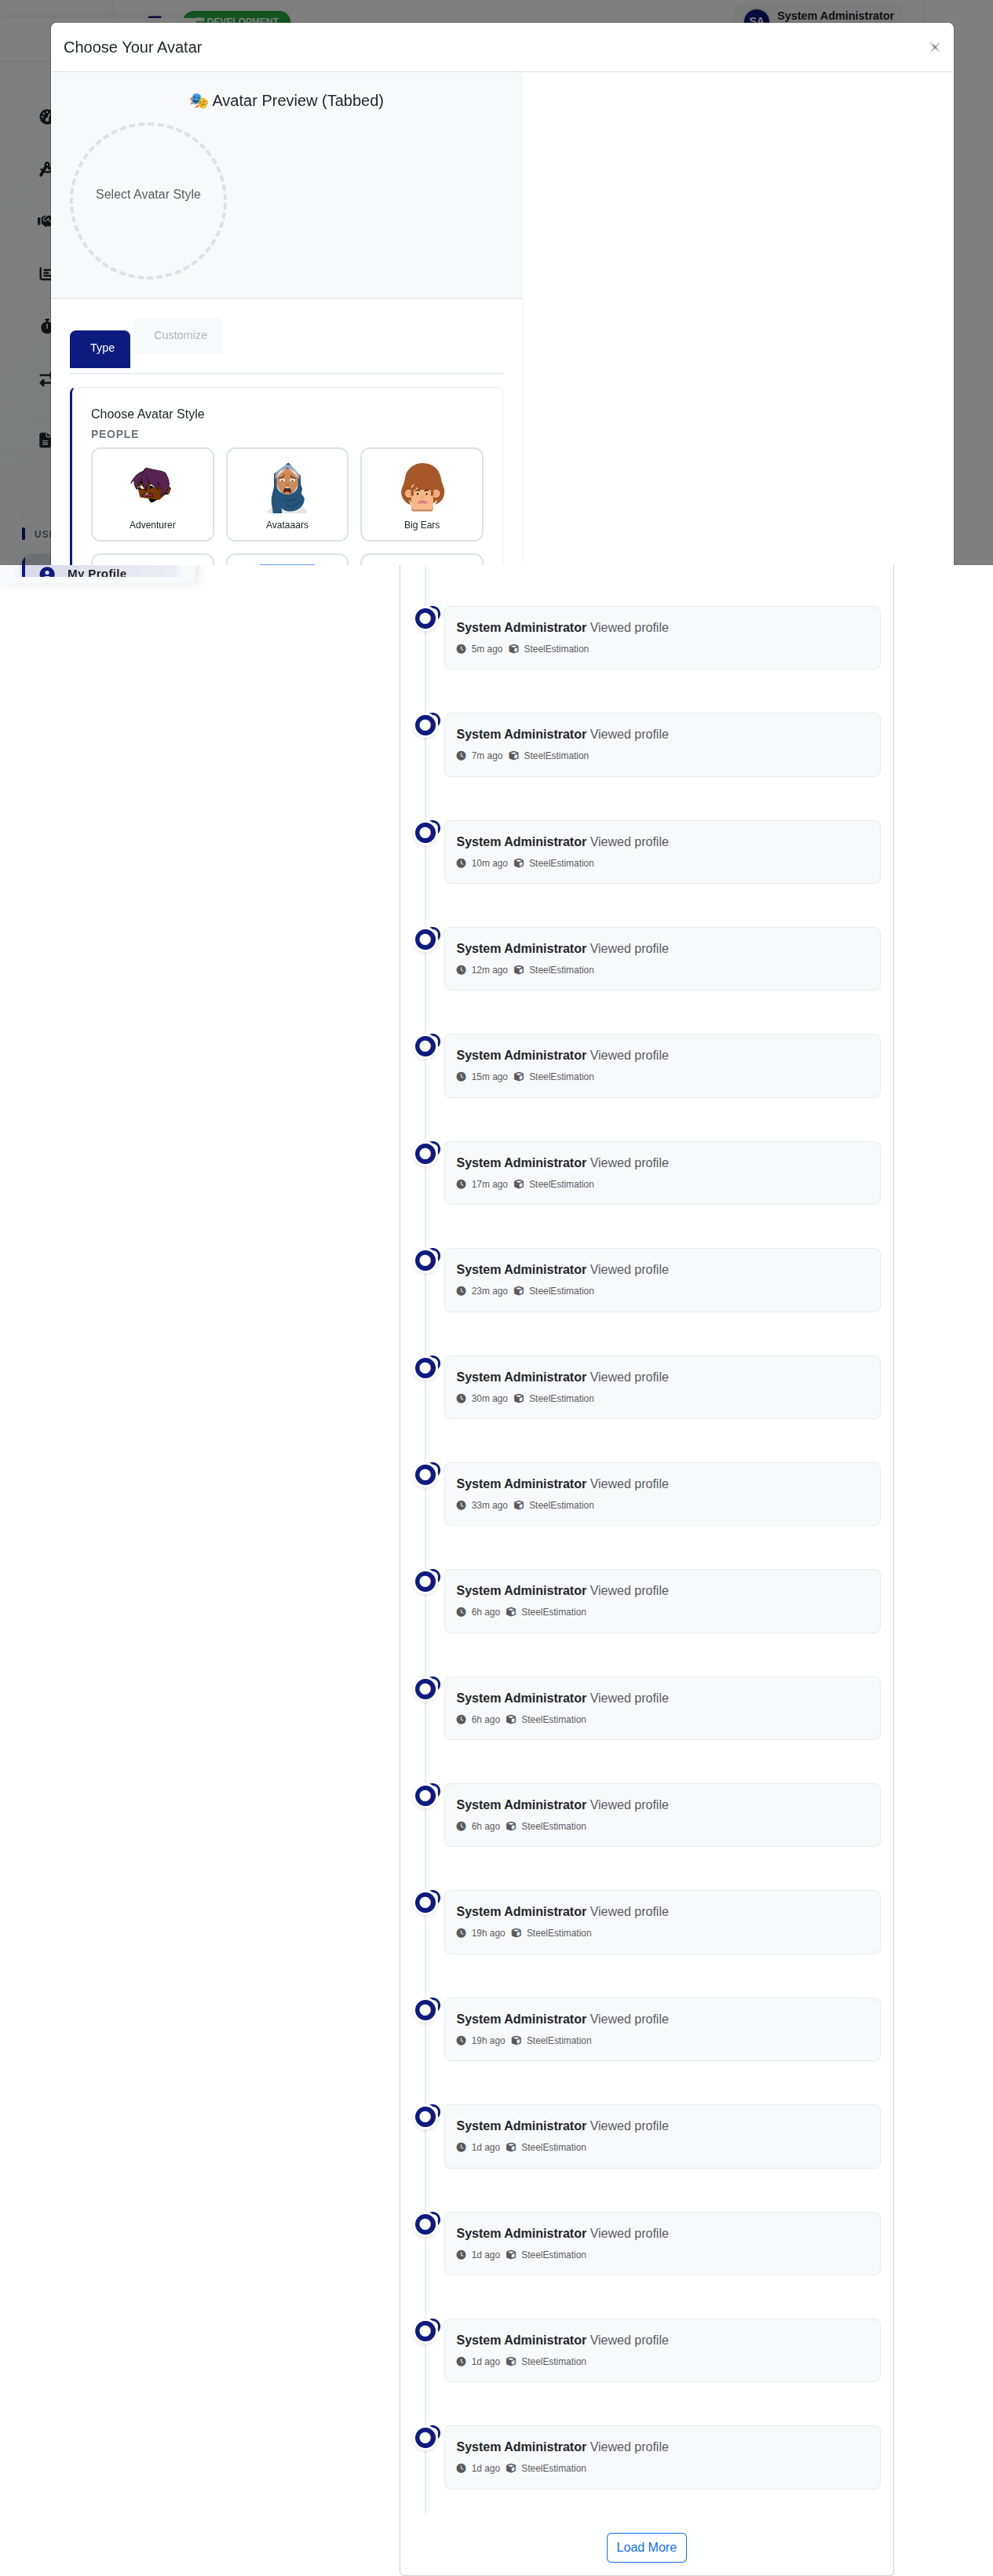 DEVELOPMENT
SA
System Administrator
Choose Your Avatar
🎭 Avatar Preview (Tabbed)
Select Avatar Style
Type
Customize
Choose Avatar Style
PEOPLE
Adventurer
Avataaars
Big Ears
My Profile
System Administrator Viewed profile
5m ago SteelEstimation
System Administrator Viewed profile
7m ago SteelEstimation
System Administrator Viewed profile
10m ago SteelEstimation
System Administrator Viewed profile
12m ago SteelEstimation
System Administrator Viewed profile
15m ago SteelEstimation
System Administrator Viewed profile
17m ago SteelEstimation
System Administrator Viewed profile
23m ago SteelEstimation
System Administrator Viewed profile
30m ago SteelEstimation
System Administrator Viewed profile
33m ago SteelEstimation
System Administrator Viewed profile
6h ago SteelEstimation
System Administrator Viewed profile
6h ago SteelEstimation
System Administrator Viewed profile
6h ago SteelEstimation
System Administrator Viewed profile
19h ago SteelEstimation
System Administrator Viewed profile
19h ago SteelEstimation
System Administrator Viewed profile
1d ago SteelEstimation
System Administrator Viewed profile
1d ago SteelEstimation
System Administrator Viewed profile
1d ago SteelEstimation
System Administrator Viewed profile
1d ago SteelEstimation
Load More